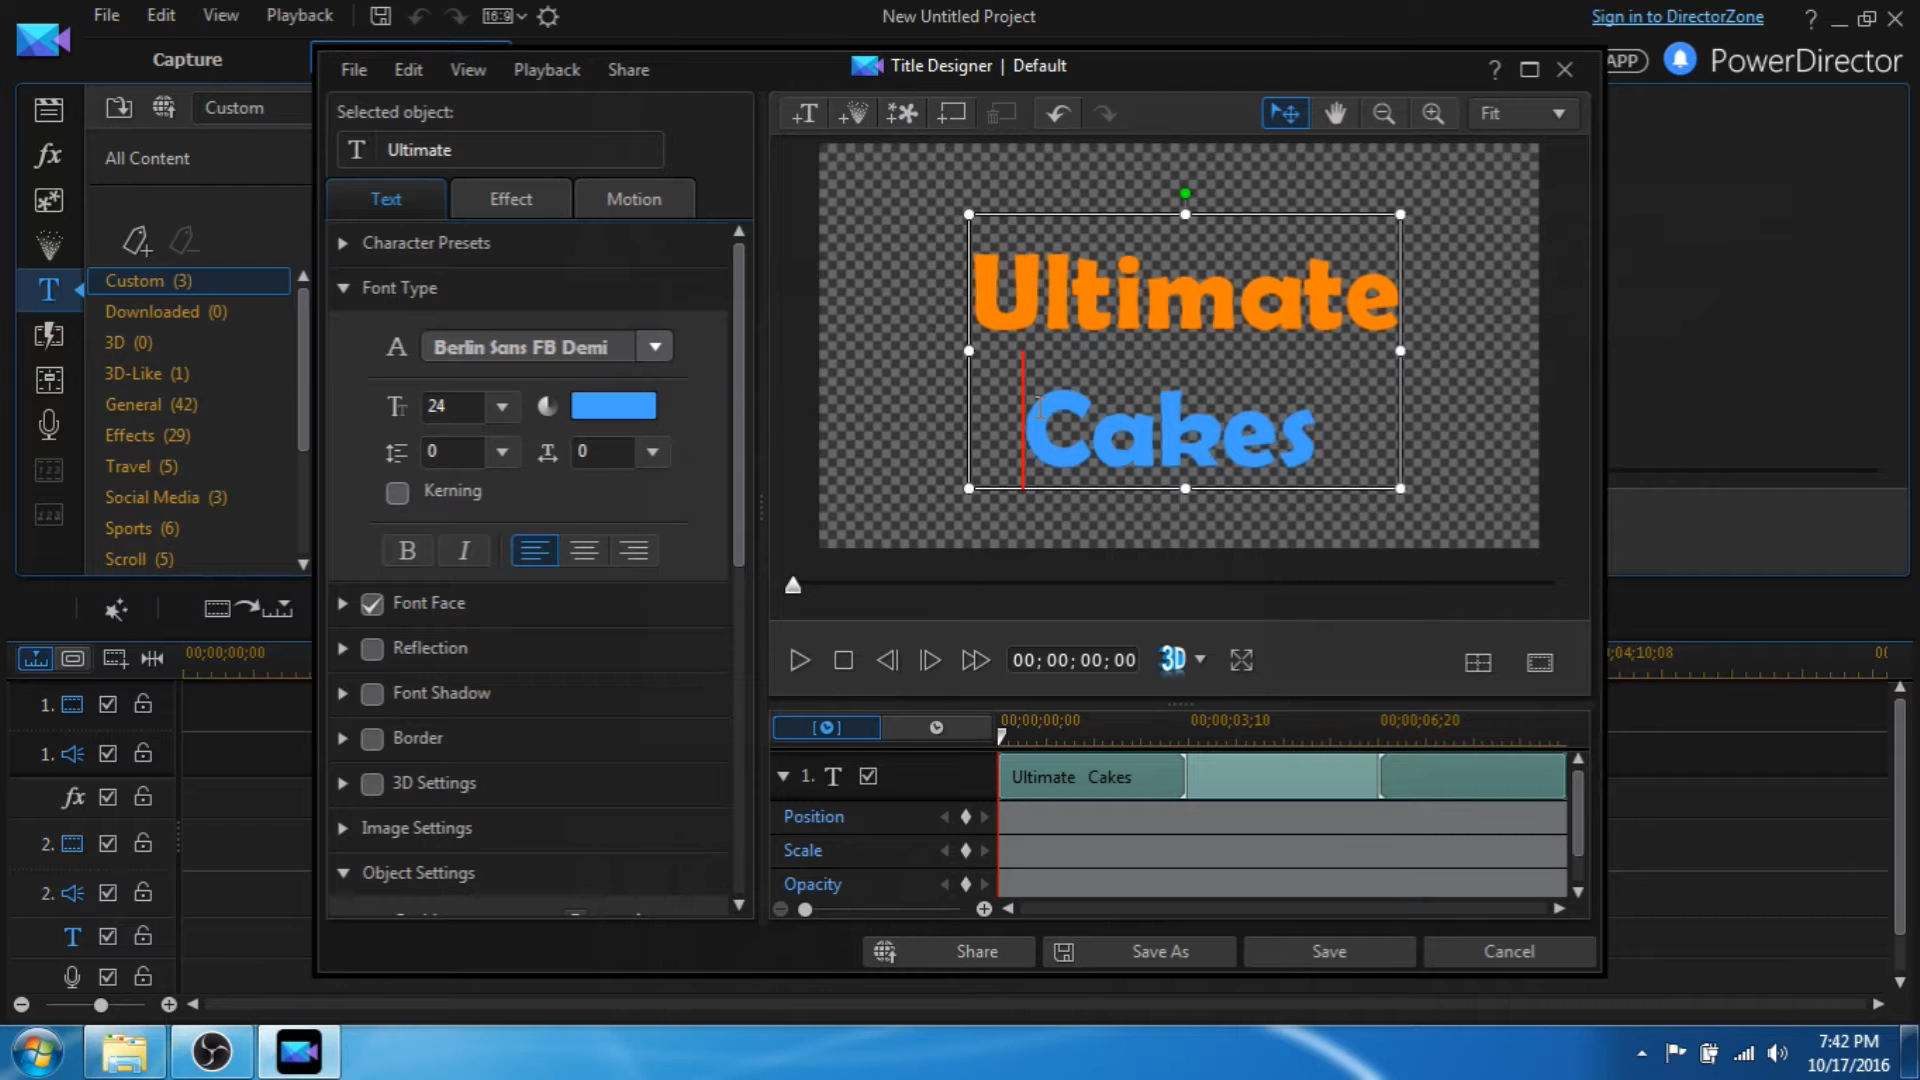 File Edit View Playback 16:9 New Untitled Project Sign in to DirectorZone ?
Capture
APP PowerDirector
File Edit View Playback Share Title Designer | Default ?
Custom
Selected object:
All Content
T Ultimate
Fit
Text Effect Motion
Character Presets
Font Type
Custom (3)
Downloaded (0)
3D (0)
3D-Like (1)
General (42)
Effects (29)
Travel (5)
Social Media (3)
Sports (6)
Scroll (5)
A Berlin Sans FB Demi
24
0 0
Kerning
B I
Font Face
Reflection
Font Shadow
Border
3D Settings
Image Settings
Object Settings
Ultimate
Cakes
00;00;00;00 3D
00;00;00;00 00;00;03;10 00;00;06;20
1. T Ultimate Cakes
Position
Scale
Opacity
Share Save As Save Cancel
00;00;00;00
;04;10;08
1.
1.
fx
2.
2.
T
7:42 PM
10/17/2016